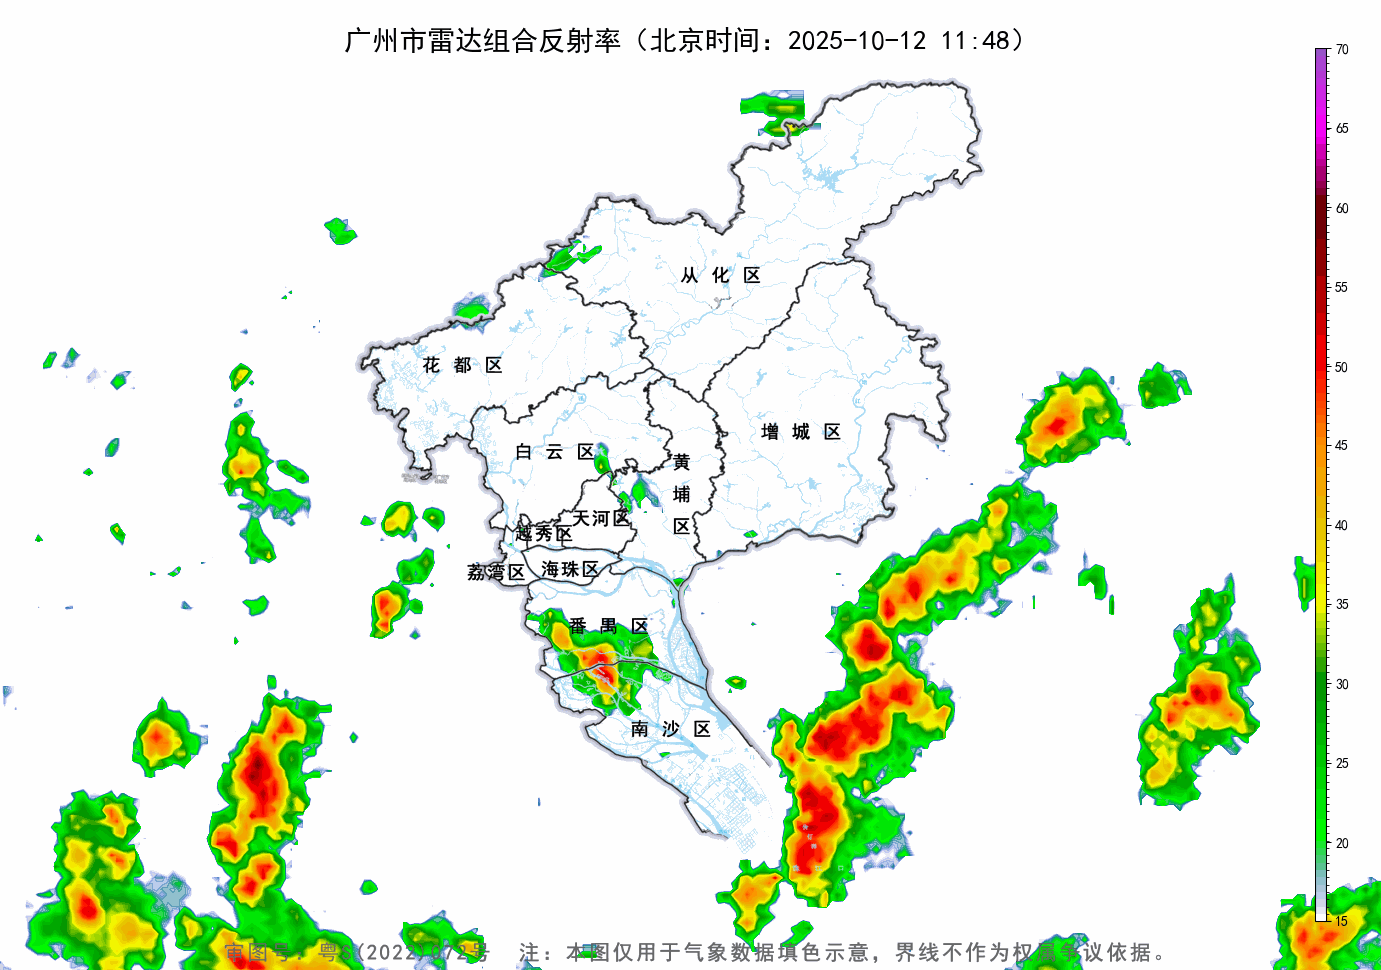 广州市雷达组合反射率（北京时间：2025-10-12 11:48）
70
65
60
55
50
45
40
35
30
25
20
15
从化区
花都区
增城区
白云区
黄埔区
天河区
越秀区
荔湾区
海珠区
番禺区
南沙区
审图号：粤S(2022)072号 注：本图仅用于气象数据填色示意，界线不作为权属争议依据。